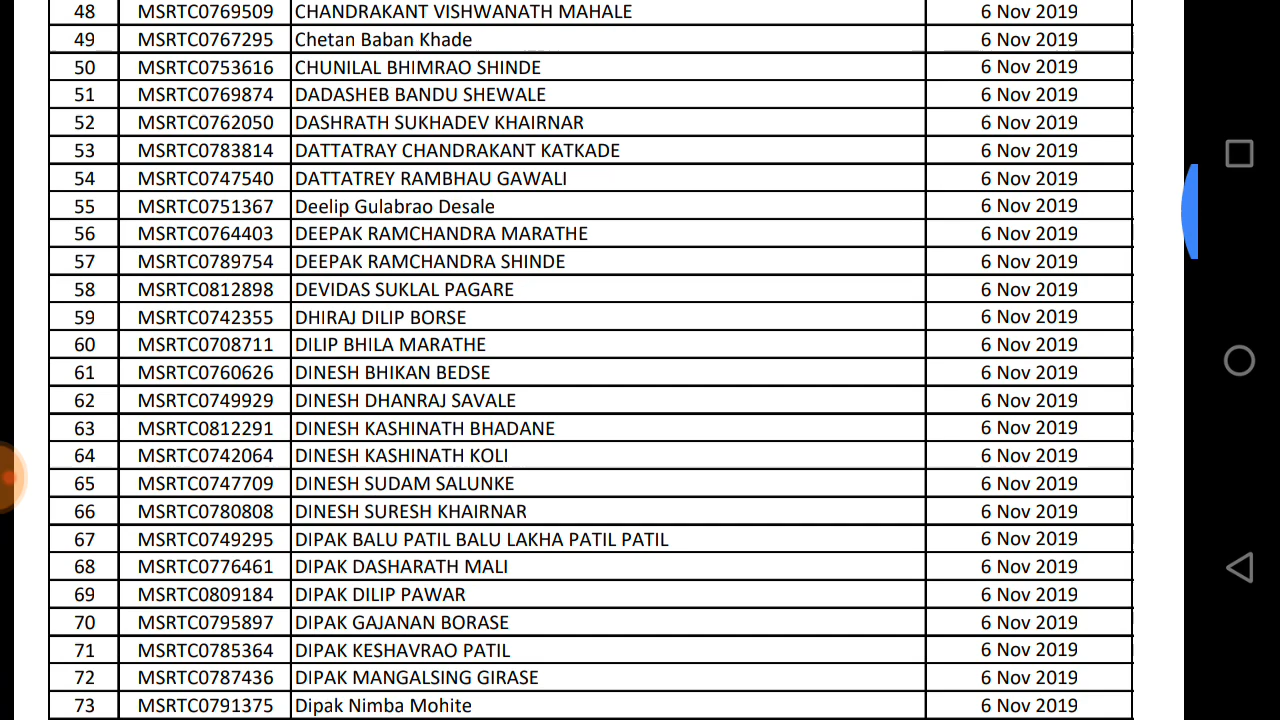 48 MSRTC0769509 CHANDRAKANT VISHWANATH MAHALE 6 Nov 2019
49 MSRTC0767295 Chetan Baban Khade 6 Nov 2019
50 MSRTC0753616 CHUNILAL BHIMRAO SHINDE 6 Nov 2019
51 MSRTC0769874 DADASHEB BANDU SHEWALE 6 Nov 2019
52 MSRTC0762050 DASHRATH SUKHADEV KHAIRNAR 6 Nov 2019
53 MSRTC0783814 DATTATRAY CHANDRAKANT KATKADE 6 Nov 2019
54 MSRTC0747540 DATTATREY RAMBHAU GAWALI 6 Nov 2019
55 MSRTC0751367 Deelip Gulabrao Desale 6 Nov 2019
56 MSRTC0764403 DEEPAK RAMCHANDRA MARATHE 6 Nov 2019
57 MSRTC0789754 DEEPAK RAMCHANDRA SHINDE 6 Nov 2019
58 MSRTC0812898 DEVIDAS SUKLAL PAGARE 6 Nov 2019
59 MSRTC0742355 DHIRAJ DILIP BORSE 6 Nov 2019
60 MSRTC0708711 DILIP BHILA MARATHE 6 Nov 2019
61 MSRTC0760626 DINESH BHIKAN BEDSE 6 Nov 2019
62 MSRTC0749929 DINESH DHANRAJ SAVALE 6 Nov 2019
63 MSRTC0812291 DINESH KASHINATH BHADANE 6 Nov 2019
64 MSRTC0742064 DINESH KASHINATH KOLI 6 Nov 2019
65 MSRTC0747709 DINESH SUDAM SALUNKE 6 Nov 2019
66 MSRTC0780808 DINESH SURESH KHAIRNAR 6 Nov 2019
67 MSRTC0749295 DIPAK BALU PATIL BALU LAKHA PATIL PATIL 6 Nov 2019
68 MSRTC0776461 DIPAK DASHARATH MALI 6 Nov 2019
69 MSRTC0809184 DIPAK DILIP PAWAR 6 Nov 2019
70 MSRTC0795897 DIPAK GAJANAN BORASE 6 Nov 2019
71 MSRTC0785364 DIPAK KESHAVRAO PATIL 6 Nov 2019
72 MSRTC0787436 DIPAK MANGALSING GIRASE 6 Nov 2019
73 MSRTC0791375 Dipak Nimba Mohite 6 Nov 2019